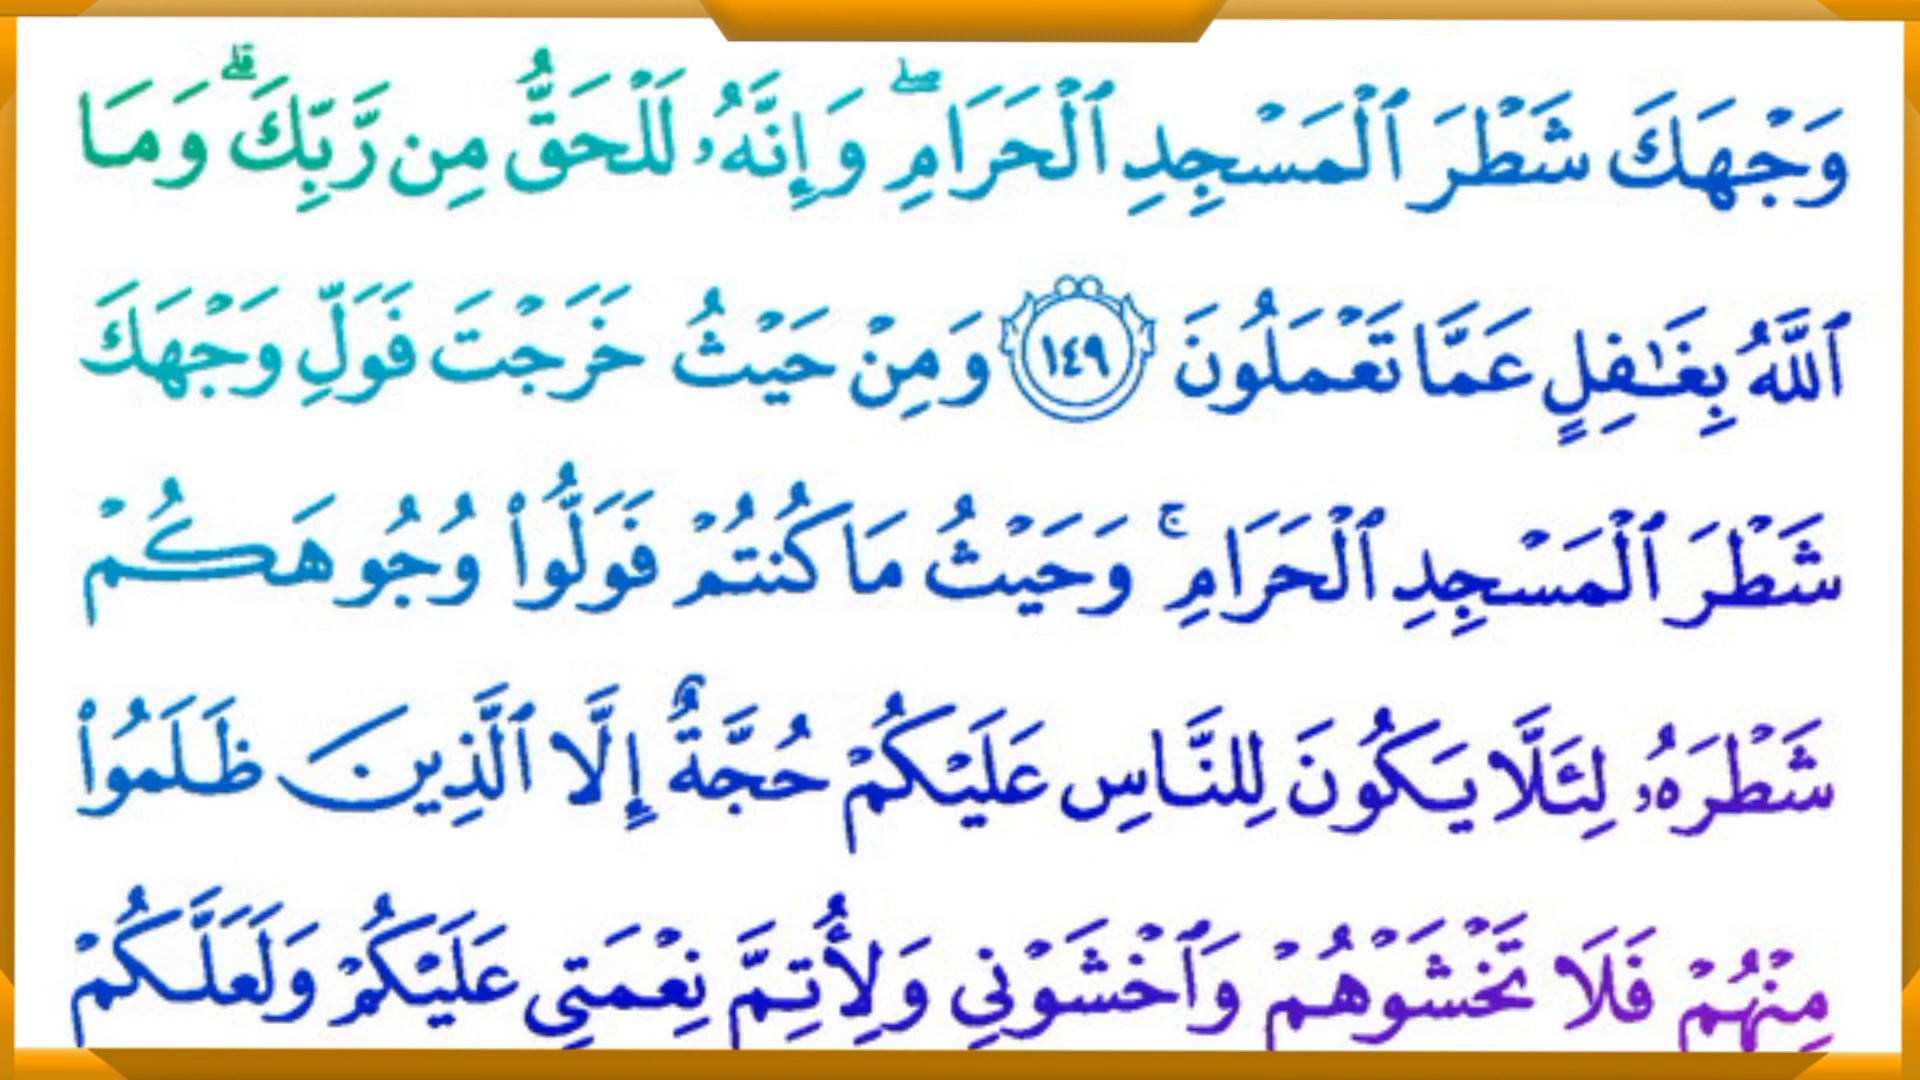 وَجْهَكَ شَطْرَ ٱلْمَسْجِدِ ٱلْحَرَامِ ۖ وَإِنَّهُۥ لَلْحَقُّ مِن رَّبِّكَ ۗ وَمَا
ٱللَّهُ بِغَٰفِلٍ عَمَّا تَعْمَلُونَ ١٤٩ وَمِنْ حَيْثُ خَرَجْتَ فَوَلِّ وَجْهَكَ
شَطْرَ ٱلْمَسْجِدِ ٱلْحَرَامِ ۚ وَحَيْثُ مَا كُنتُمْ فَوَلُّوا۟ وُجُوهَكُمْ
شَطْرَهُۥ لِئَلَّا يَكُونَ لِلنَّاسِ عَلَيْكُمْ حُجَّةٌ إِلَّا ٱلَّذِينَ ظَلَمُوا۟
مِنْهُمْ فَلَا تَخْشَوْهُمْ وَٱخْشَوْنِى وَلِأُتِمَّ نِعْمَتِى عَلَيْكُمْ وَلَعَلَّكُمْ